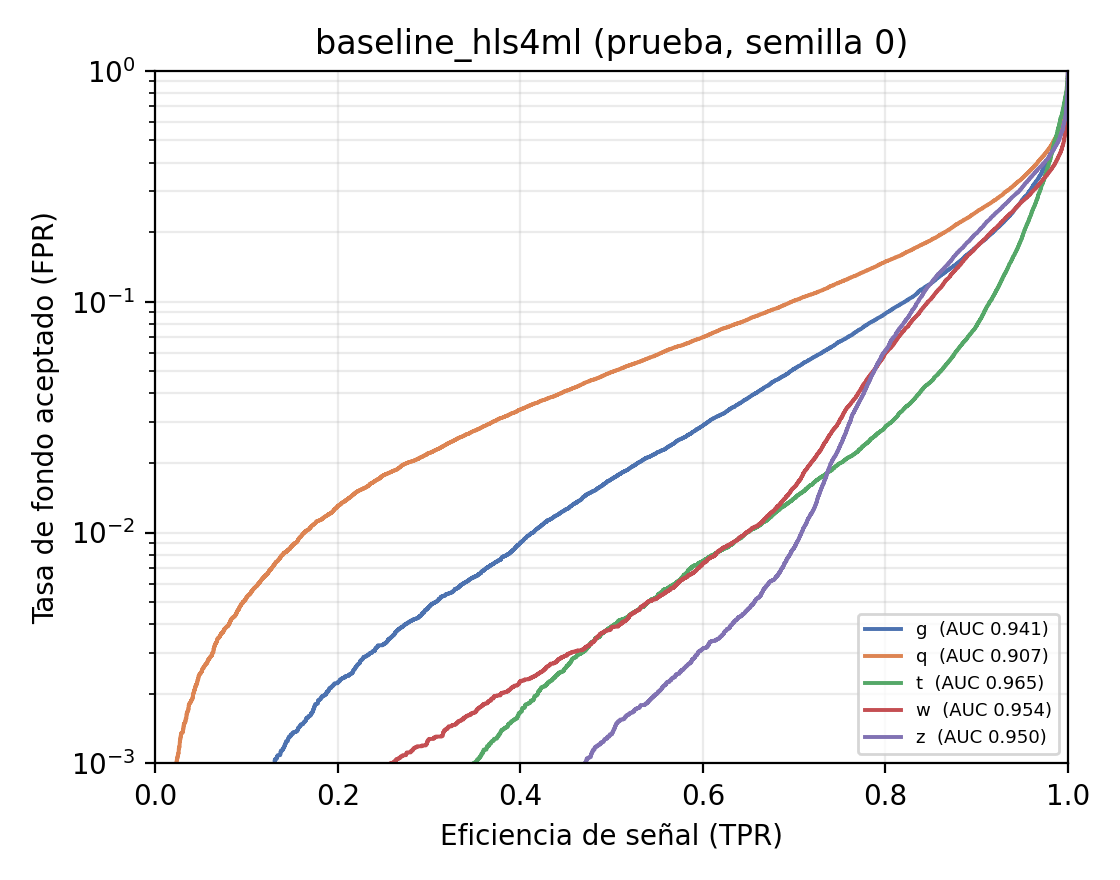 baseline_hls4ml (prueba, semilla 0)
10⁰
10⁻¹
10⁻²
10⁻³
Tasa de fondo aceptado (FPR)
g (AUC 0.941)
q (AUC 0.907)
t (AUC 0.965)
w (AUC 0.954)
z (AUC 0.950)
0.0 0.2 0.4 0.6 0.8 1.0
Eficiencia de señal (TPR)